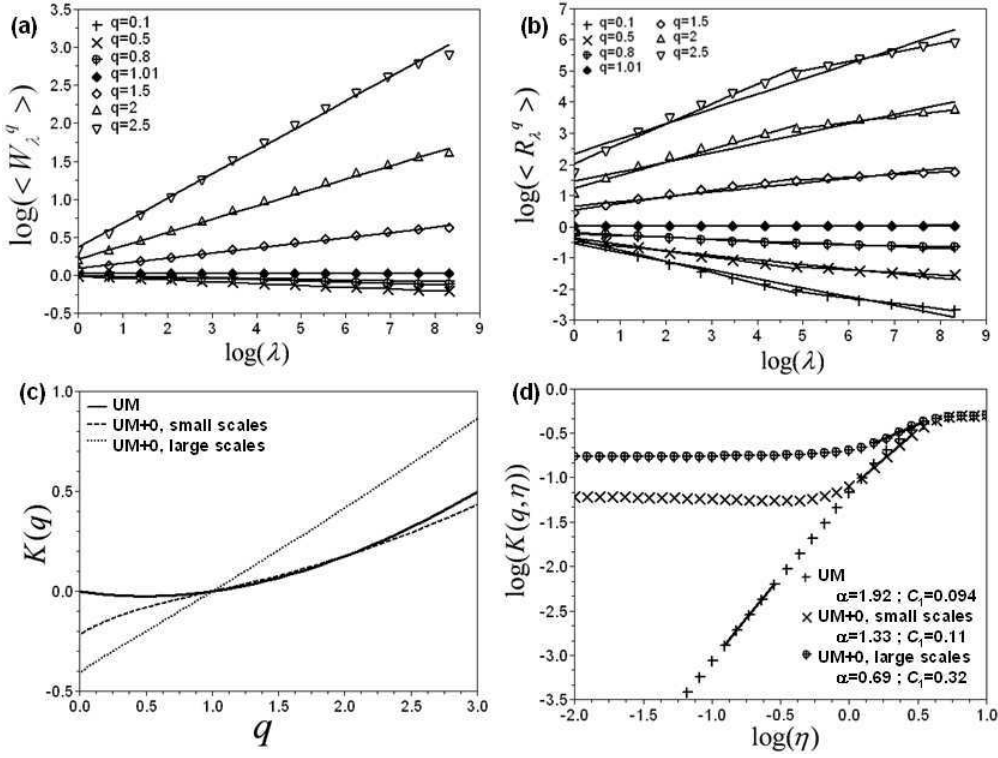 (a)
q=0.1
q=0.5
q=0.8
q=1.01
q=1.5
q=2
q=2.5
log(< W_λ^q >)
3.5
3.0
2.5
2.0
1.5
1.0
0.5
0.0
-0.5
0 1 2 3 4 5 6 7 8 9
log(λ)
(b)
q=0.1
q=0.5
q=0.8
q=1.01
q=1.5
q=2
q=2.5
log(< R_λ^q >)
7
6
5
4
3
2
1
0
-1
-2
-3
0 1 2 3 4 5 6 7 8 9
log(λ)
(c)
UM
UM+0, small scales
UM+0, large scales
K(q)
1.0
0.5
0.0
-0.5
0.0 0.5 1.0 1.5 2.0 2.5 3.0
q
(d)
log(K(q,η))
0.0
-0.5
-1.0
-1.5
-2.0
-2.5
-3.0
-3.5
UM
α=1.92 ; C₁=0.094
UM+0, small scales
α=1.33 ; C₁=0.11
UM+0, large scales
α=0.69 ; C₁=0.32
-2.0 -1.5 -1.0 -0.5 0.0 0.5 1.0
log(η)